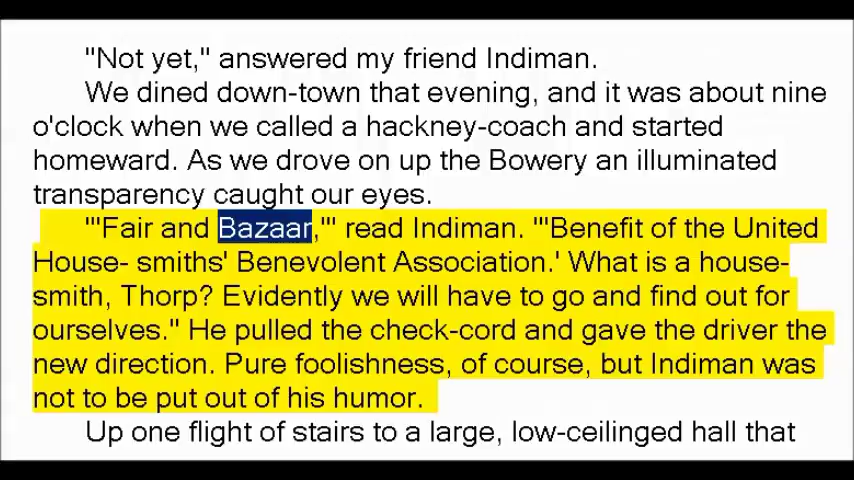 "Not yet," answered my friend Indiman.
We dined down-town that evening, and it was about nine
o'clock when we called a hackney-coach and started
homeward. As we drove on up the Bowery an illuminated
transparency caught our eyes.
"'Fair and Bazaar,'" read Indiman. "'Benefit of the United
House- smiths' Benevolent Association.' What is a house-
smith, Thorp? Evidently we will have to go and find out for
ourselves." He pulled the check-cord and gave the driver the
new direction. Pure foolishness, of course, but Indiman was
not to be put out of his humor.
Up one flight of stairs to a large, low-ceilinged hall that